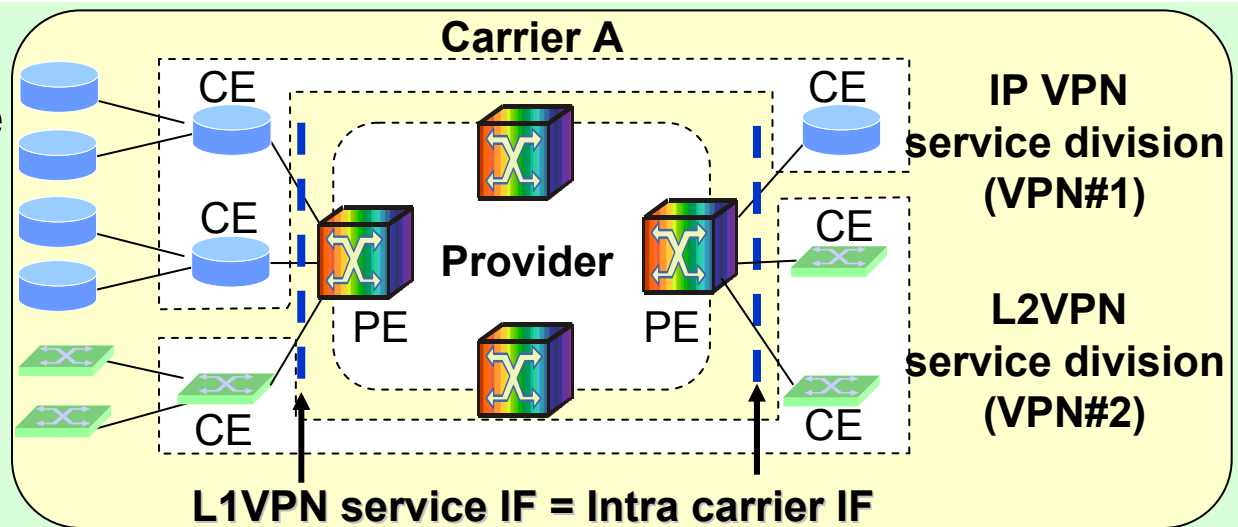 Carrier A
CE
CE
IP VPN
service division
(VPN#1)
e
CE
CE
Provider
PE
PE
L2VPN
service division
(VPN#2)
CE
CE
L1VPN service IF = Intra carrier IF